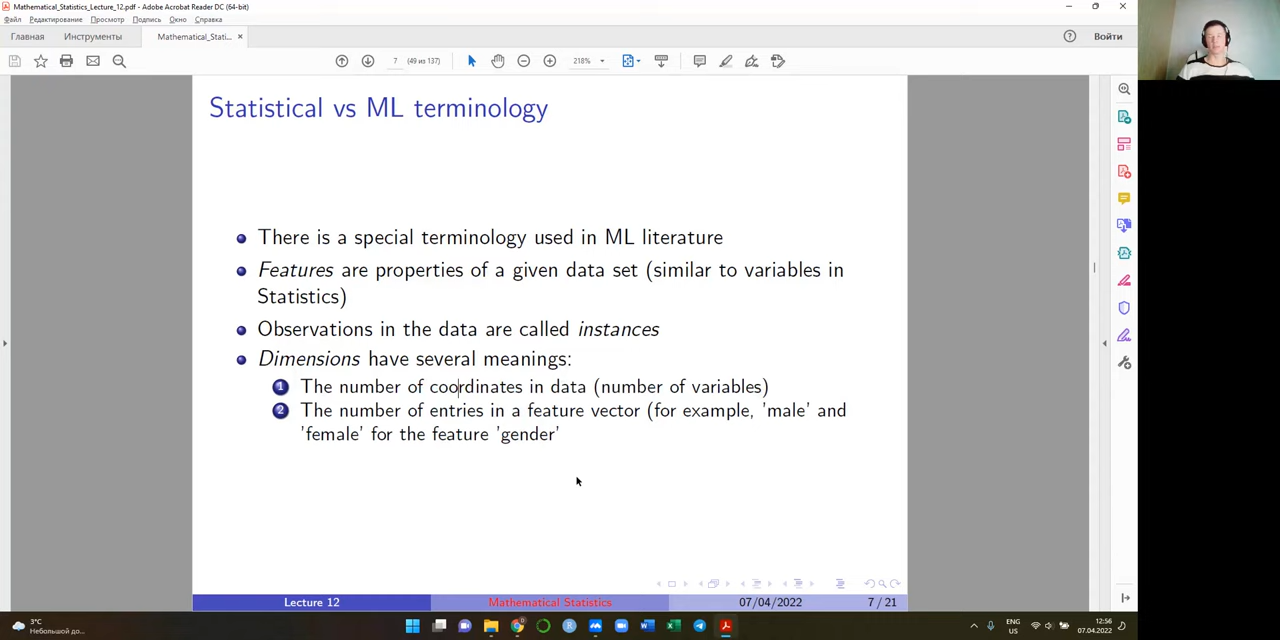 Mathematical_Statistics_Lecture_12.pdf - Adobe Acrobat Reader DC (64-bit)
Файл Редактирование Просмотр Подпись Окно Справка
Главная Инструменты Mathematical_Stati... ×
Войти
7 (49 из 137) 218%
Statistical vs ML terminology
There is a special terminology used in ML literature
Features are properties of a given data set (similar to variables in
Statistics)
Observations in the data are called instances
Dimensions have several meanings:
1 The number of coordinates in data (number of variables)
2 The number of entries in a feature vector (for example, 'male' and
'female' for the feature 'gender'
Lecture 12 Mathematical Statistics 07/04/2022 7 / 21
3°C
Небольшой до...
ENG
US
12:56
07.04.2022